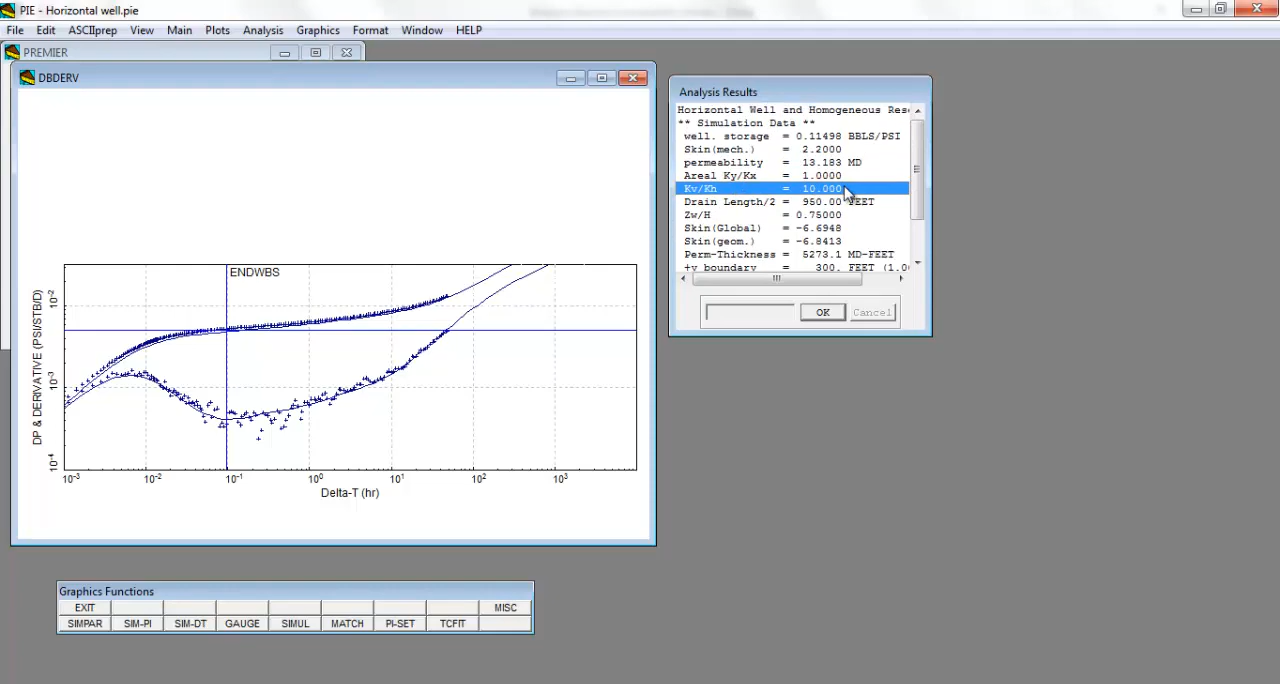 PIE - Horizontal well.pie
File Edit ASCIIprep View Main Plots Analysis Graphics Format Window HELP
PREMIER
DBDERV
ENDWBS
DP & DERIVATIVE (PSI/STB/D)
10-2
10-3
10-4
10-3 10-2 10-1 100 101 102 103
Delta-T (hr)
Analysis Results
Horizontal Well and Homogeneous Res
** Simulation Data **
well. storage = 0.11498 BBLS/PSI
Skin(mech.) = 2.2000
permeability = 13.183 MD
Areal Ky/Kx = 1.0000
Kv/Kh = 10.000
Drain Length/2 = 950.00 FEET
Zw/H = 0.75000
Skin(Global) = -6.6948
Skin(geom.) = -6.8413
Perm-Thickness = 5273.1 MD-FEET
+y boundary = 300. FEET (1.0
OK Cancel
Graphics Functions
EXIT MISC
SIMPAR SIM-PI SIM-DT GAUGE SIMUL MATCH PI-SET TCFIT